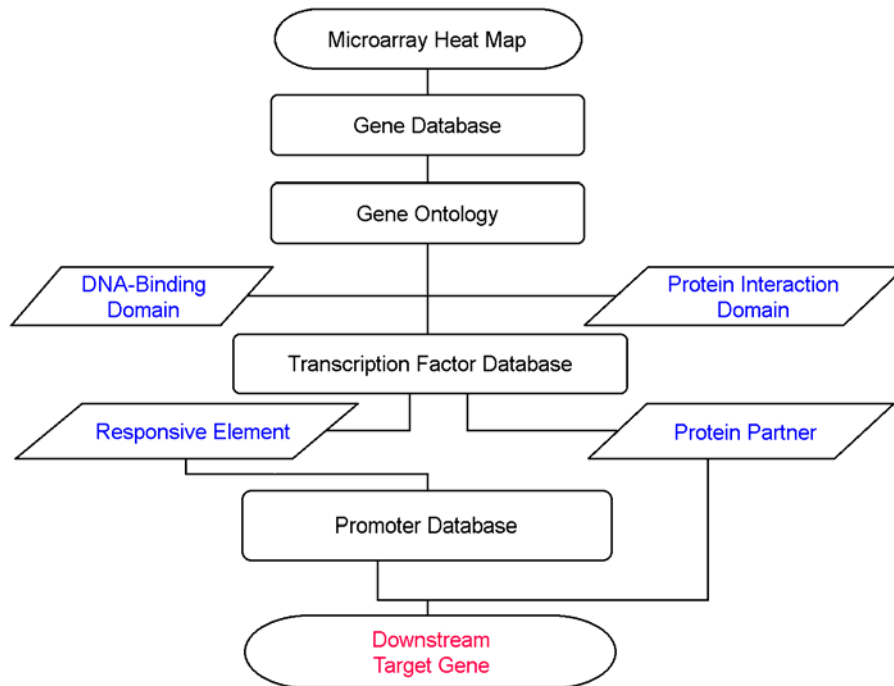 Microarray Heat Map
Gene Database
Gene Ontology
DNA-Binding
Domain
Protein Interaction
Domain
Transcription Factor Database
Responsive Element
Protein Partner
Promoter Database
Downstream
Target Gene